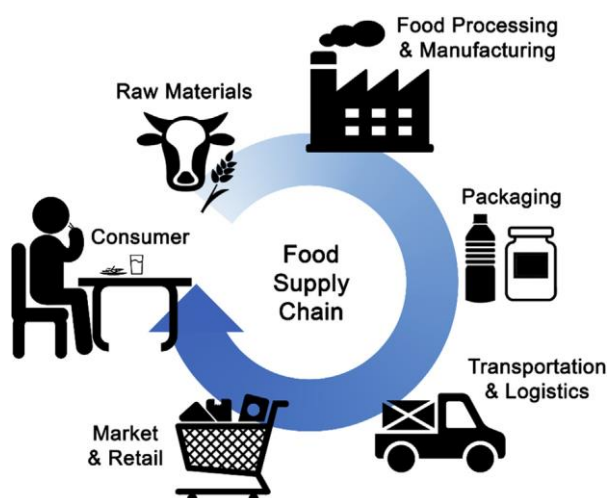 Food Processing
& Manufacturing
Raw Materials
Packaging
Consumer
Food
Supply
Chain
Transportation
& Logistics
Market
& Retail